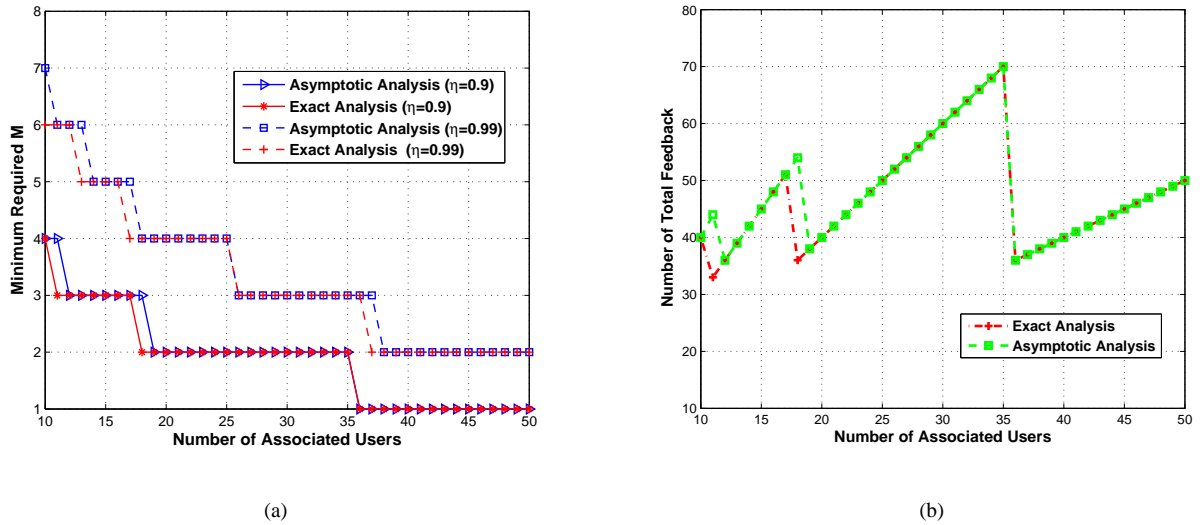 8
7
6
5
4
3
2
1
10
15
20
25
30
35
40
45
50
Minimum Required M
Number of Associated Users
Asymptotic Analysis (η=0.9)
Exact Analysis (η=0.9)
Asymptotic Analysis (η=0.99)
Exact Analysis (η=0.99)
(a)
80
70
60
50
40
30
20
10
10
15
20
25
30
35
40
45
50
Number of Total Feedback
Number of Associated Users
Exact Analysis
Asymptotic Analysis
(b)